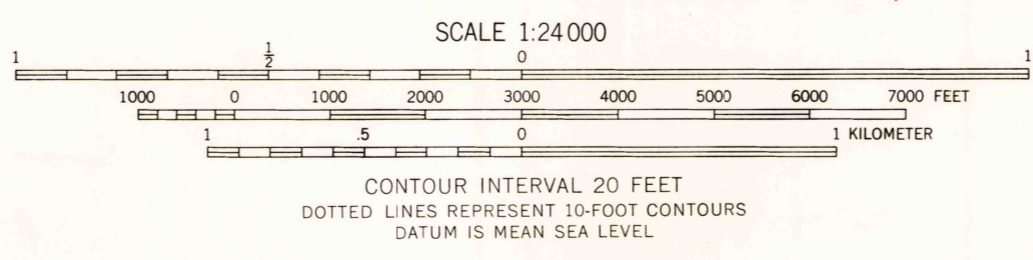 SCALE 1:24 000
1 1/2 0 1
1000 0 1000 2000 3000 4000 5000 6000 7000 FEET
1 .5 0 1 KILOMETER
CONTOUR INTERVAL 20 FEET
DOTTED LINES REPRESENT 10-FOOT CONTOURS
DATUM IS MEAN SEA LEVEL